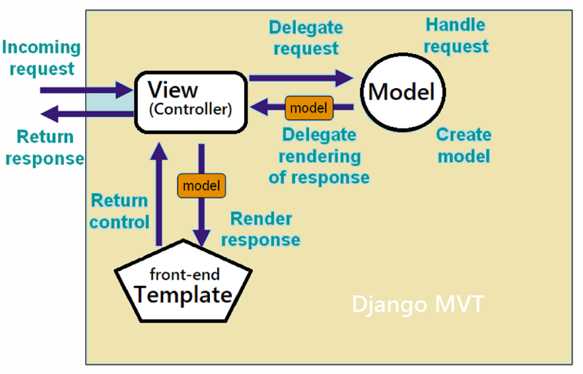 Incoming
request
Return
response
View
(Controller)
Delegate
request
Handle
request
Model
model
Delegate
rendering
of response
Create
model
Return
control
model
Render
response
front-end
Template
Django MVT